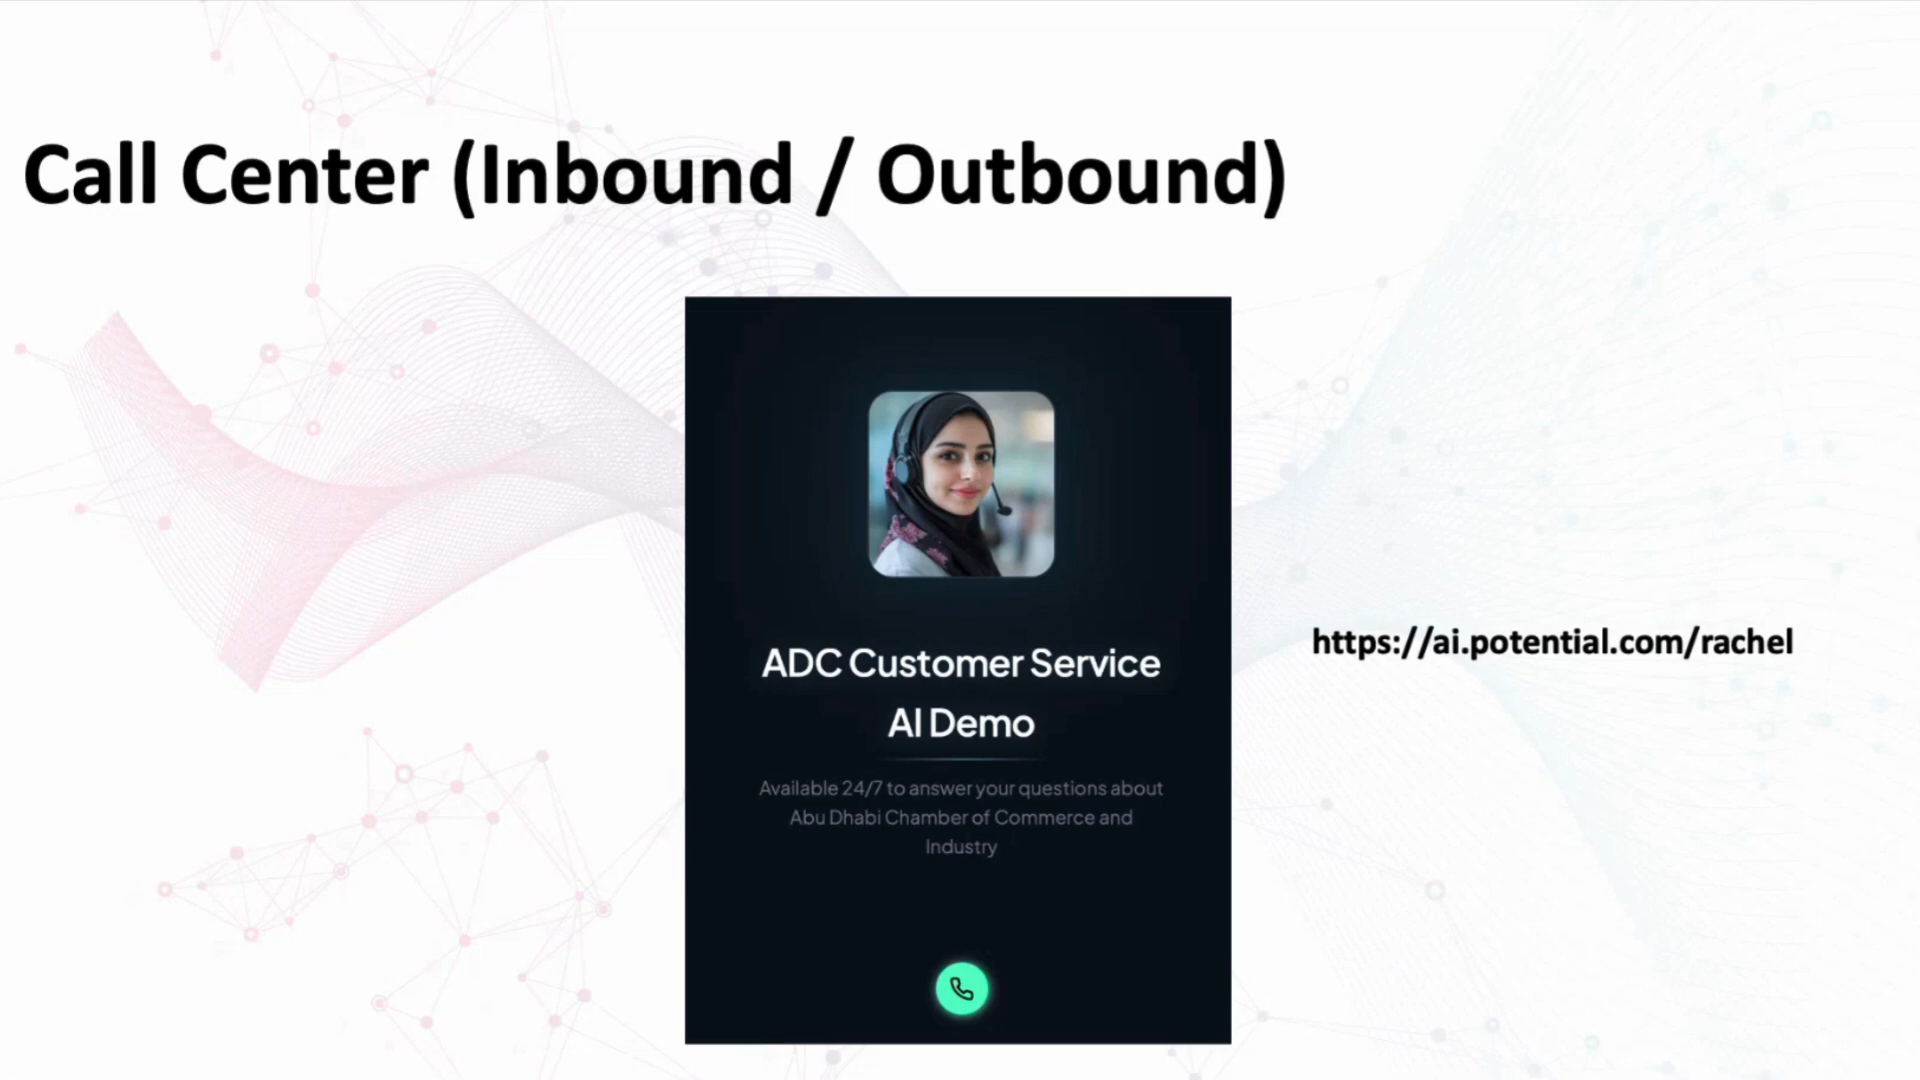 Call Center (Inbound / Outbound)
ADC Customer Service
AI Demo
Available 24/7 to answer your questions about
Abu Dhabi Chamber of Commerce and
Industry
https://ai.potential.com/rachel